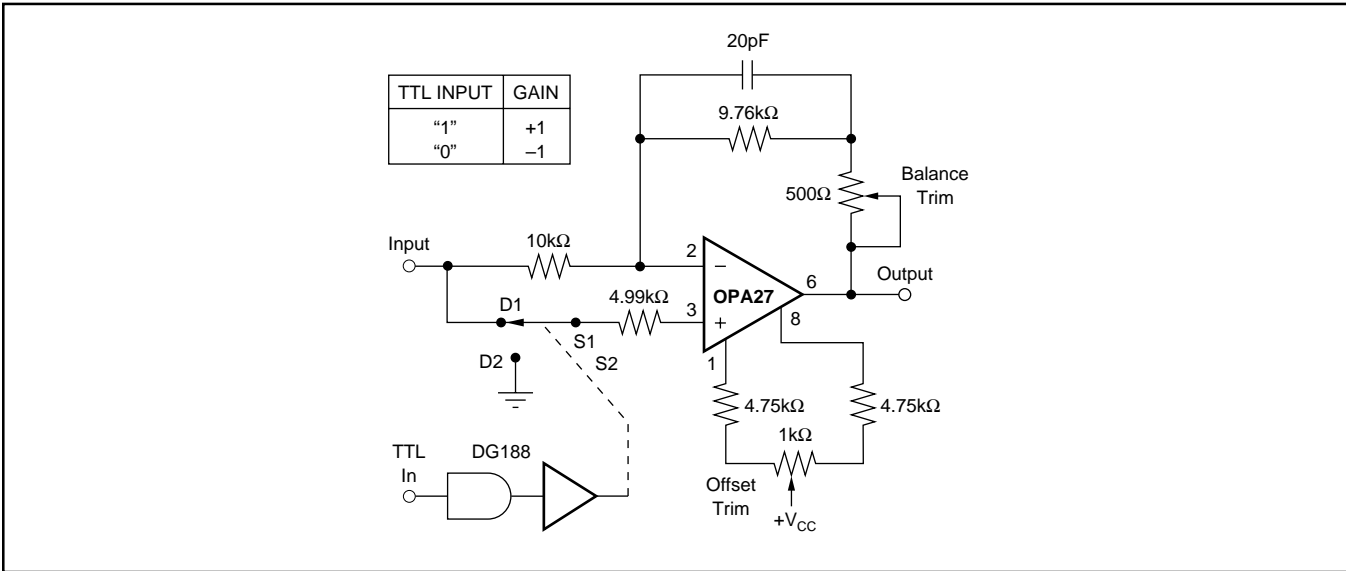 20pF
TTL INPUT GAIN
“1” +1
“0” –1
9.76kΩ
500Ω
Balance
Trim
Input
10kΩ
2
–
OPA27
6
Output
D1
4.99kΩ
3
+
8
S1
S2
D2
1
4.75kΩ
4.75kΩ
1kΩ
TTL
In
DG188
Offset
Trim
+VCC